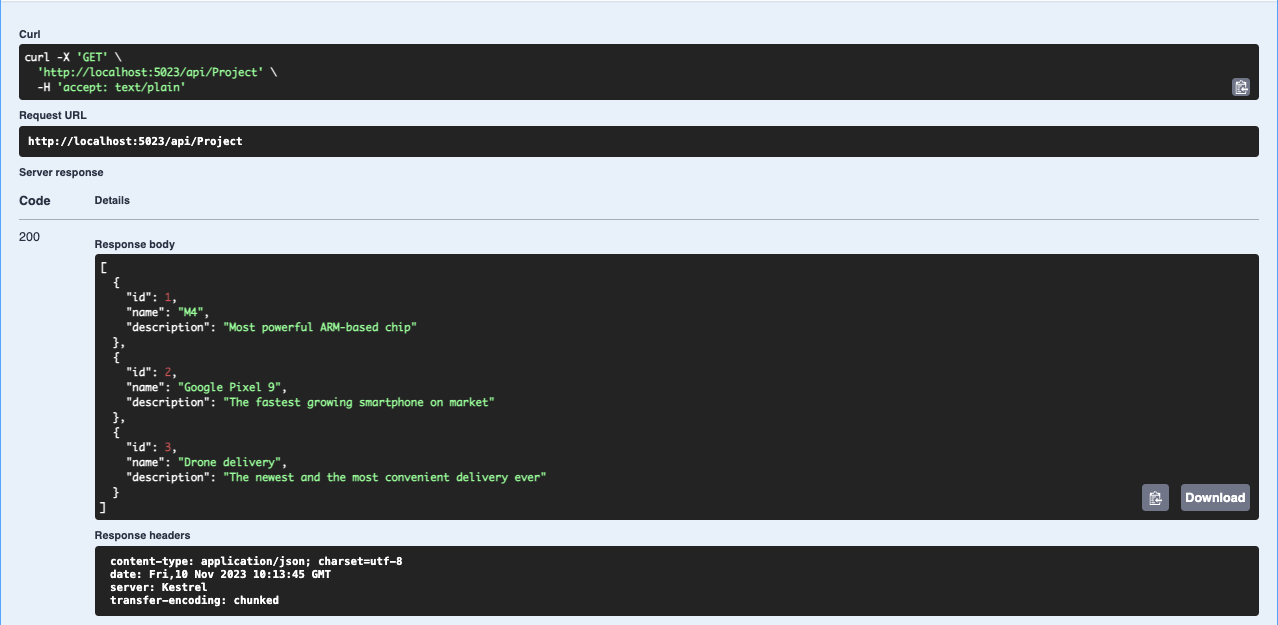 Curl
curl -X 'GET' \
  'http://localhost:5023/api/Project' \
  -H 'accept: text/plain'
Request URL
http://localhost:5023/api/Project
Server response
Code Details
200
Response body
[
  {
    "id": 1,
    "name": "M4",
    "description": "Most powerful ARM-based chip"
  },
  {
    "id": 2,
    "name": "Google Pixel 9",
    "description": "The fastest growing smartphone on market"
  },
  {
    "id": 3,
    "name": "Drone delivery",
    "description": "The newest and the most convenient delivery ever"
  }
]
Download
Response headers
content-type: application/json; charset=utf-8
date: Fri,10 Nov 2023 10:13:45 GMT
server: Kestrel
transfer-encoding: chunked